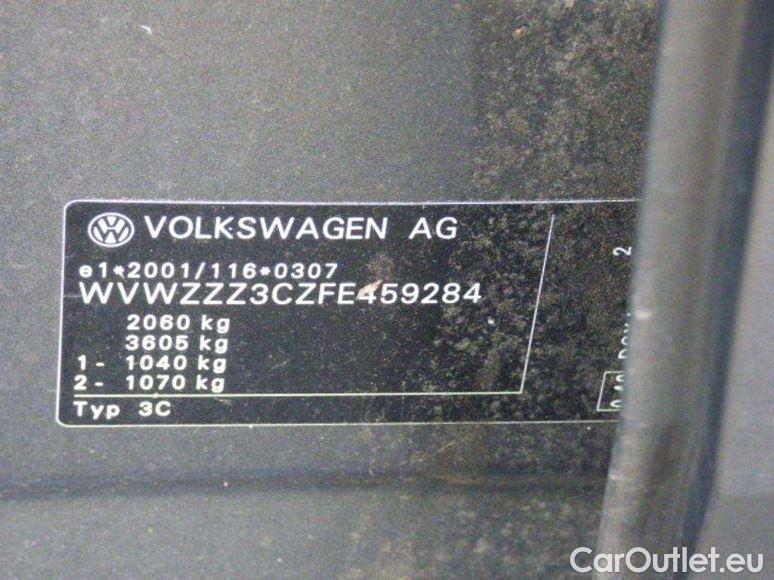 VOLKSWAGEN AG
e1*2001/116*0307
WVWZZZ3CZFE459284
2060 kg
3605 kg
1- 1040 kg
2- 1070 kg
Typ 3C
2
CarOutlet.eu